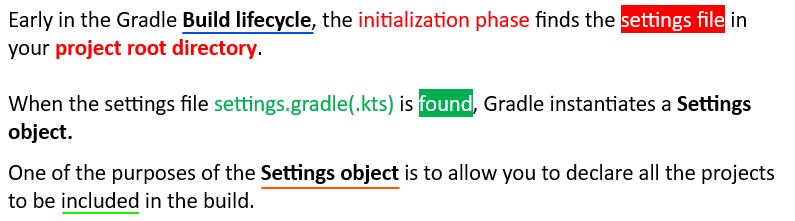 Early in the Gradle Build lifecycle, the initialization phase finds the settings file in
your project root directory.
When the settings file settings.gradle(.kts) is found, Gradle instantiates a Settings
object.
One of the purposes of the Settings object is to allow you to declare all the projects
to be included in the build.